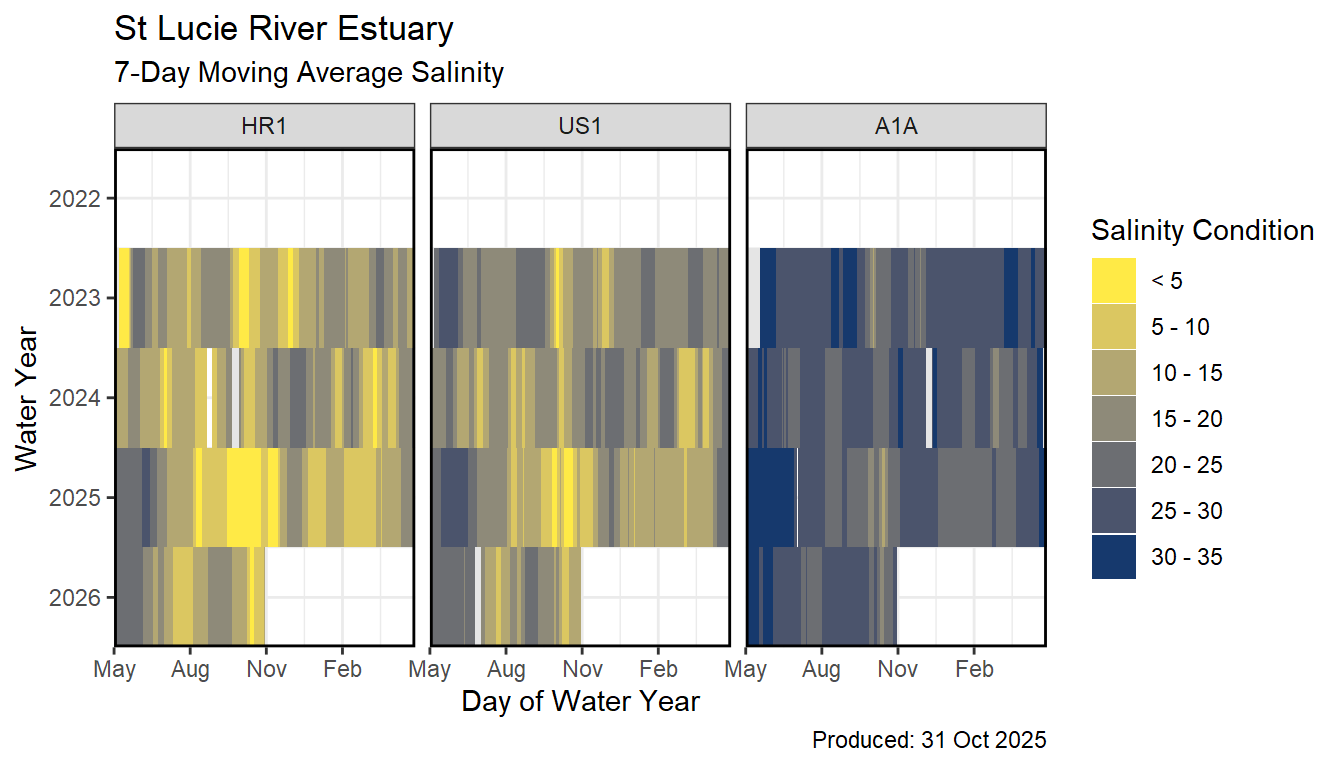 St Lucie River Estuary
7-Day Moving Average Salinity
HR1
US1
A1A
2022
2023
2024
2025
2026
Water Year
May
Aug
Nov
Feb
May
Aug
Nov
Feb
May
Aug
Nov
Feb
Day of Water Year
Salinity Condition
< 5
5 - 10
10 - 15
15 - 20
20 - 25
25 - 30
30 - 35
Produced: 31 Oct 2025